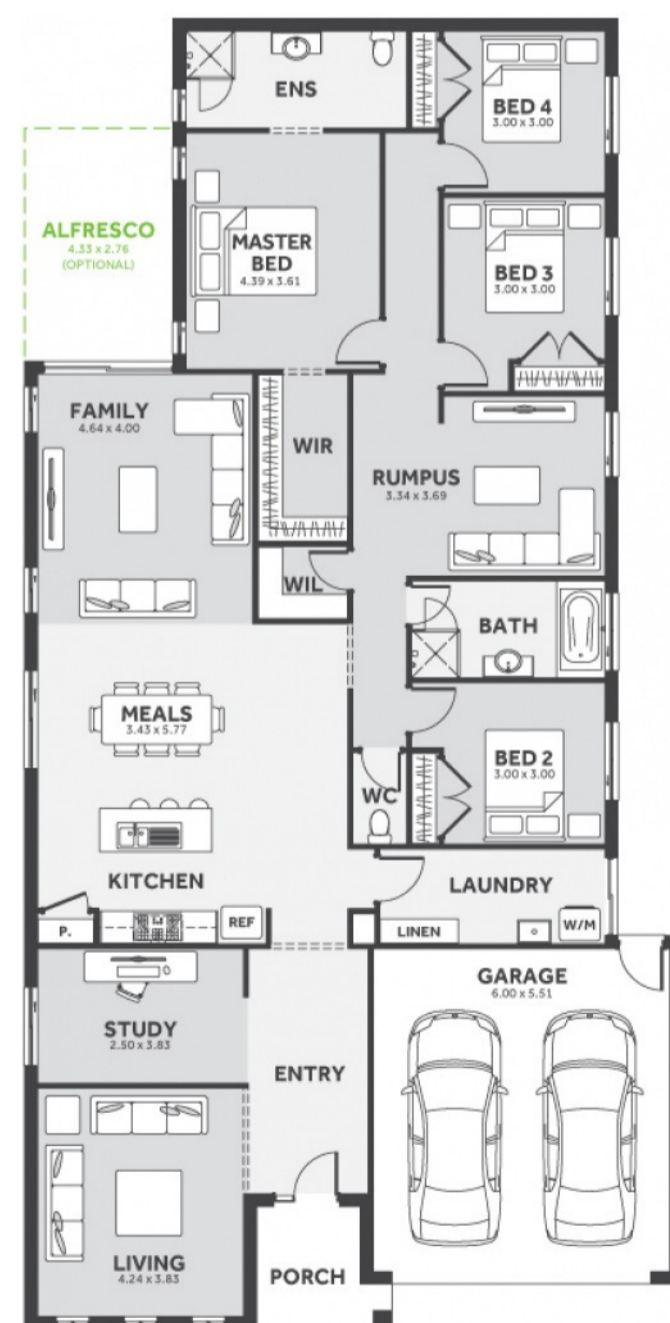 ENS
BED 4
3.00 x 3.00
ALFRESCO
4.33 x 2.76
(OPTIONAL)
MASTER
BED
4.39 x 3.61
BED 3
3.00 x 3.00
FAMILY
4.64 x 4.00
WIR
RUMPUS
3.34 x 3.69
WIL
BATH
MEALS
3.43 x 5.77
BED 2
3.00 x 3.00
WC
KITCHEN
LAUNDRY
P.
REF
LINEN
W/M
GARAGE
6.00 x 5.51
STUDY
2.50 x 3.83
ENTRY
LIVING
4.24 x 3.83
PORCH